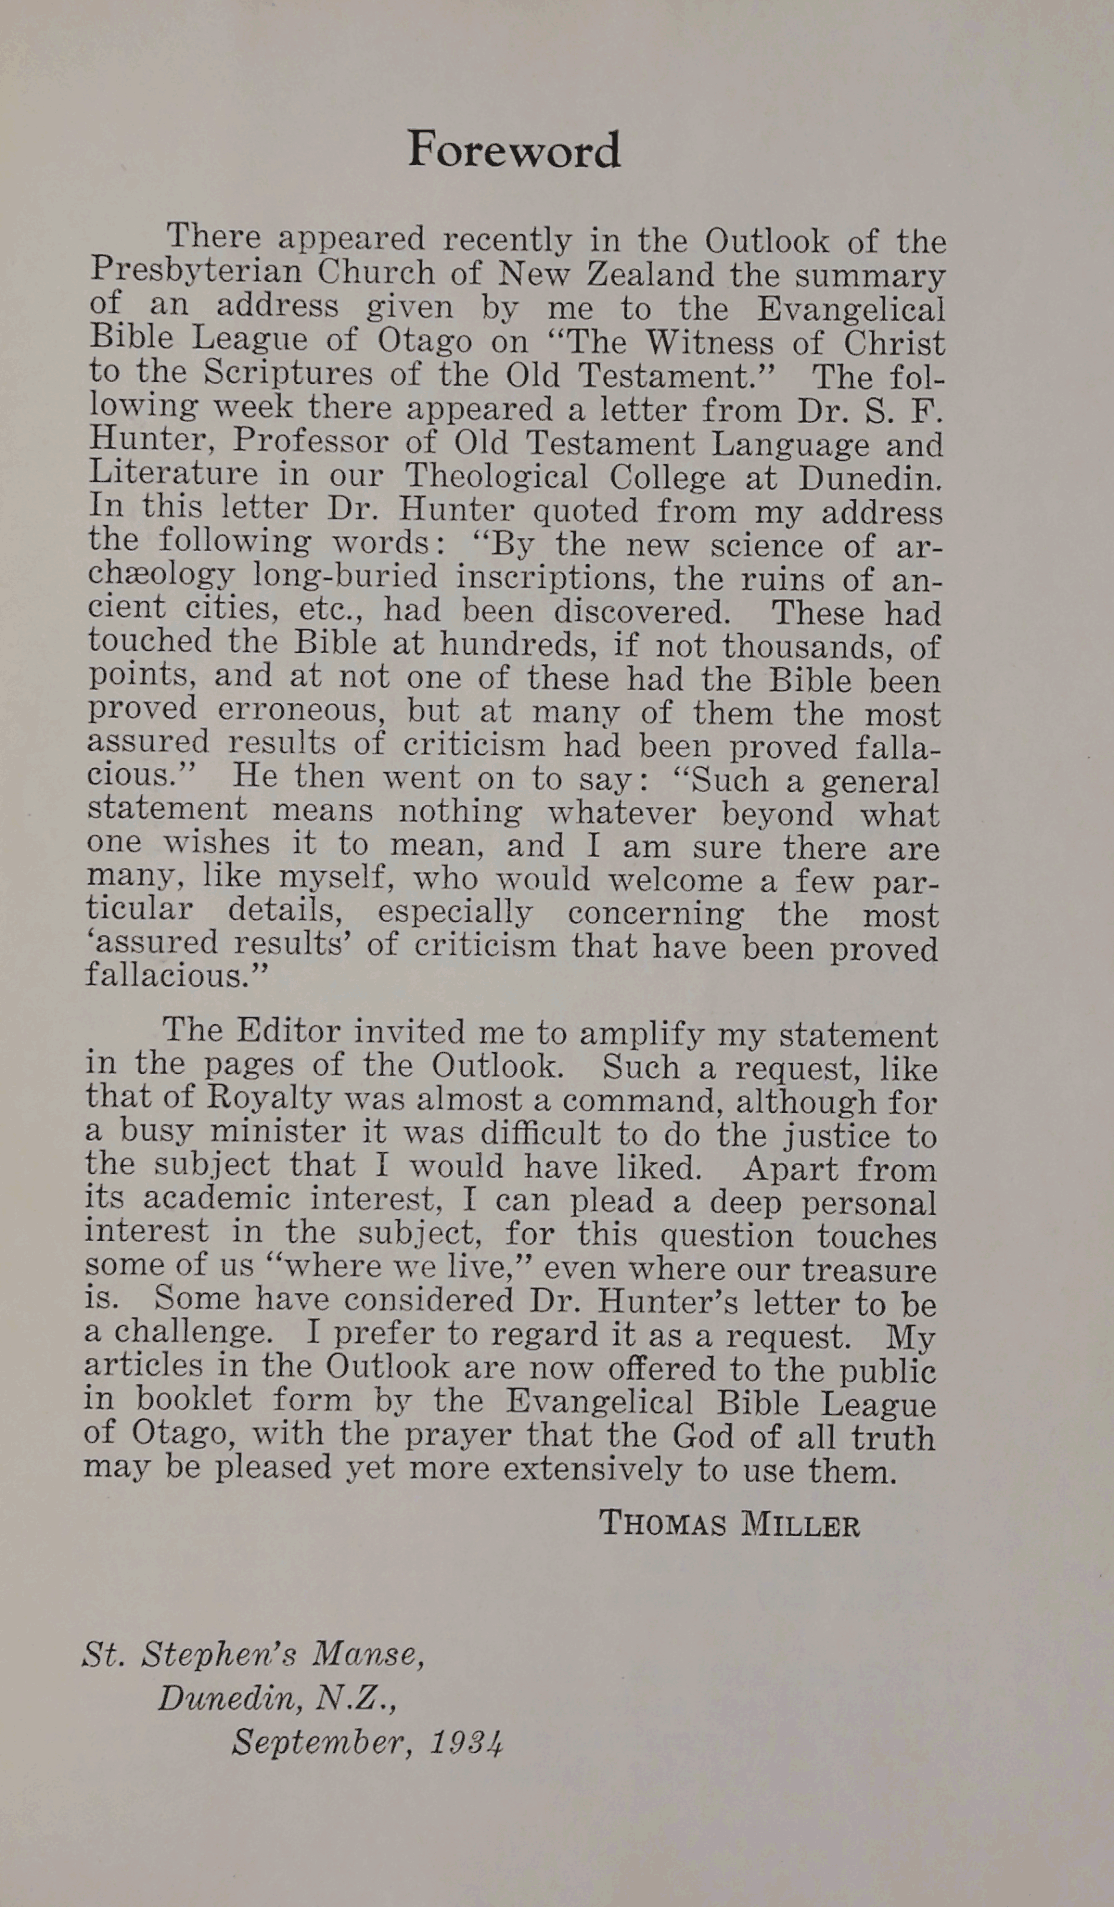 Foreword
There appeared recently in the Outlook of the
Presbyterian Church of New Zealand the summary
of an address given by me to the Evangelical
Bible League of Otago on “The Witness of Christ
to the Scriptures of the Old Testament.” The fol-
lowing week there appeared a letter from Dr. S. F.
Hunter, Professor of Old Testament Language and
Literature in our Theological College at Dunedin.
In this letter Dr. Hunter quoted from my address
the following words: “By the new science of ar-
chæology long-buried inscriptions, the ruins of an-
cient cities, etc., had been discovered. These had
touched the Bible at hundreds, if not thousands, of
points, and at not one of these had the Bible been
proved erroneous, but at many of them the most
assured results of criticism had been proved falla-
cious.” He then went on to say: “Such a general
statement means nothing whatever beyond what
one wishes it to mean, and I am sure there are
many, like myself, who would welcome a few par-
ticular details, especially concerning the most
‘assured results’ of criticism that have been proved
fallacious.”
The Editor invited me to amplify my statement
in the pages of the Outlook. Such a request, like
that of Royalty was almost a command, although for
a busy minister it was difficult to do the justice to
the subject that I would have liked. Apart from
its academic interest, I can plead a deep personal
interest in the subject, for this question touches
some of us “where we live,” even where our treasure
is. Some have considered Dr. Hunter’s letter to be
a challenge. I prefer to regard it as a request. My
articles in the Outlook are now offered to the public
in booklet form by the Evangelical Bible League
of Otago, with the prayer that the God of all truth
may be pleased yet more extensively to use them.
THOMAS MILLER
St. Stephen’s Manse,
Dunedin, N.Z.,
September, 1934